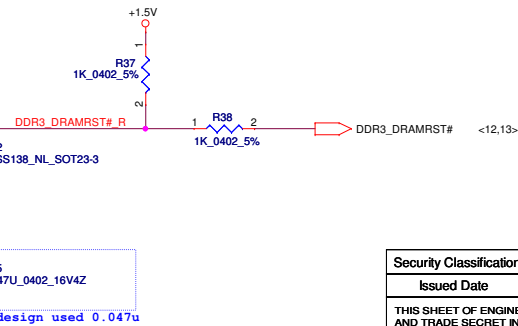 +1.5V
1
R37
1K_0402_5%
2
DDR3_DRAMRST#_R
1 R38 2
DDR3_DRAMRST# <12,13>
1K_0402_5%
SS138_NL_SOT23-3
47U_0402_16V4Z
design used 0.047u
Security Classification
Issued Date
THIS SHEET OF ENGINE
AND TRADE SECRET IN